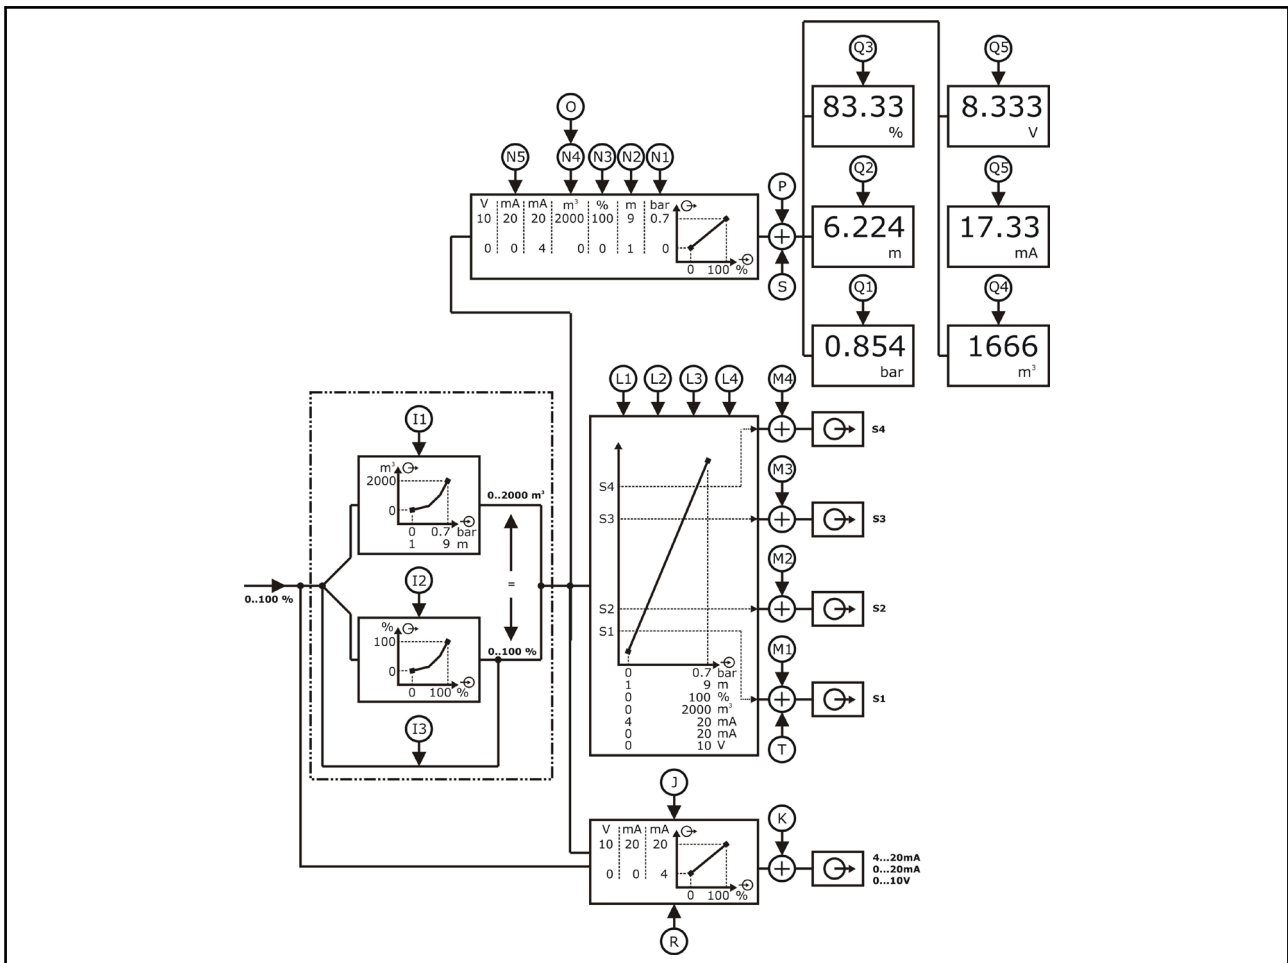 Q3 Q5
83.33 8.333
% V
O
N5 N4 N3 N2 N1
P Q2 Q5
V mA mA m³ % m bar
10 20 20 2000 100 9 0.7
6.224 17.33
m mA
0 0 4 0 0 1 0
0 100 %
S Q1 Q4
0.854 1666
bar m³
L1 L2 L3 L4 M4
I1
S4
m³
2000
0..2000 m³
0
0 0.7 bar
1 9 m
S4
M3
S3 S3
=
M2
I2
0..100 %
S2 S2
%
100
S1
M1
0..100 %
0
0 100 %
0 0.7 bar
1 9 m
0 100 %
0 2000 m³
4 20 mA
0 20 mA
0 10 V
S1
I3
T
J
K
V mA mA
10 20 20
0 0 4
0 100 %
4...20mA
0...20mA
0...10V
R